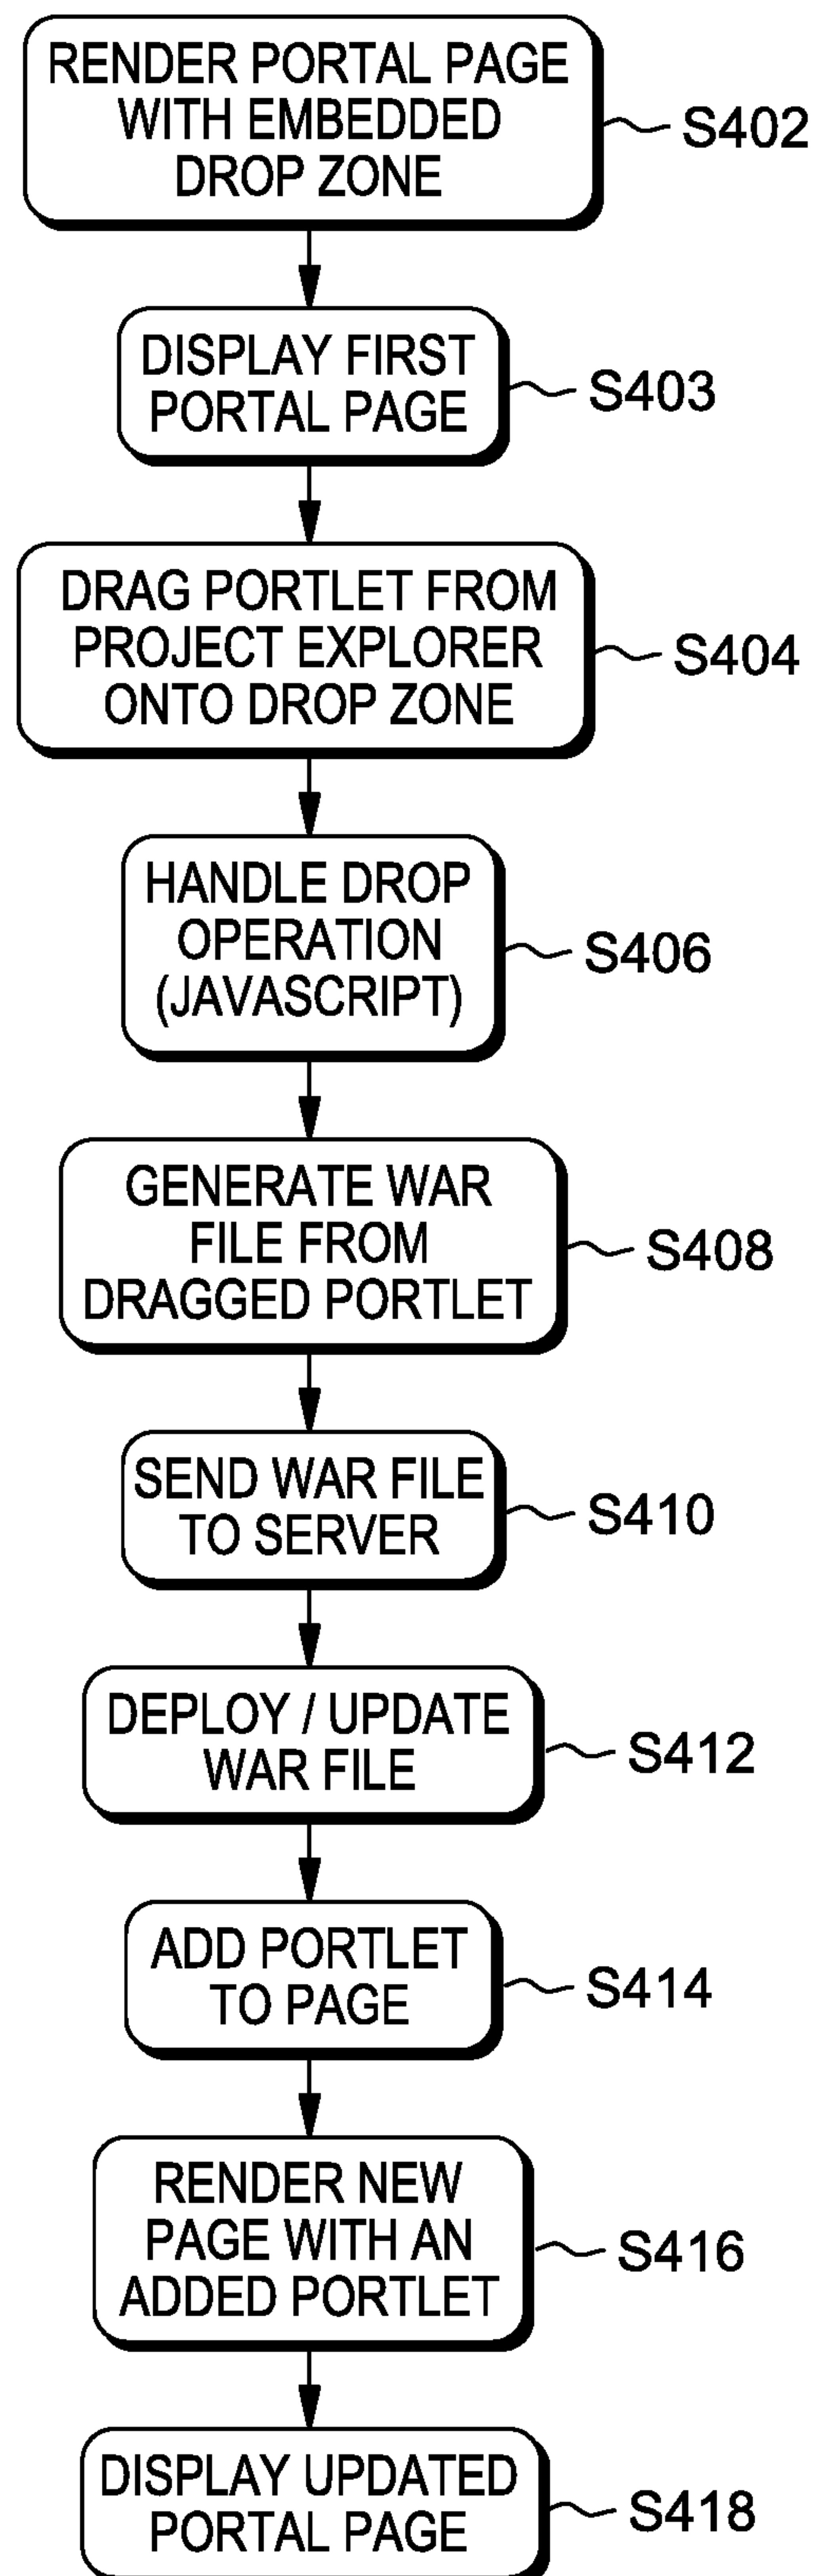 RENDER PORTAL PAGE
WITH EMBEDDED
DROP ZONE
S402
DISPLAY FIRST
PORTAL PAGE
S403
DRAG PORTLET FROM
PROJECT EXPLORER
ONTO DROP ZONE
S404
HANDLE DROP
OPERATION
(JAVASCRIPT)
S406
GENERATE WAR
FILE FROM
DRAGGED PORTLET
S408
SEND WAR FILE
TO SERVER
S410
DEPLOY / UPDATE
WAR FILE
S412
ADD PORTLET
TO PAGE
S414
RENDER NEW
PAGE WITH AN
ADDED PORTLET
S416
DISPLAY UPDATED
PORTAL PAGE
S418